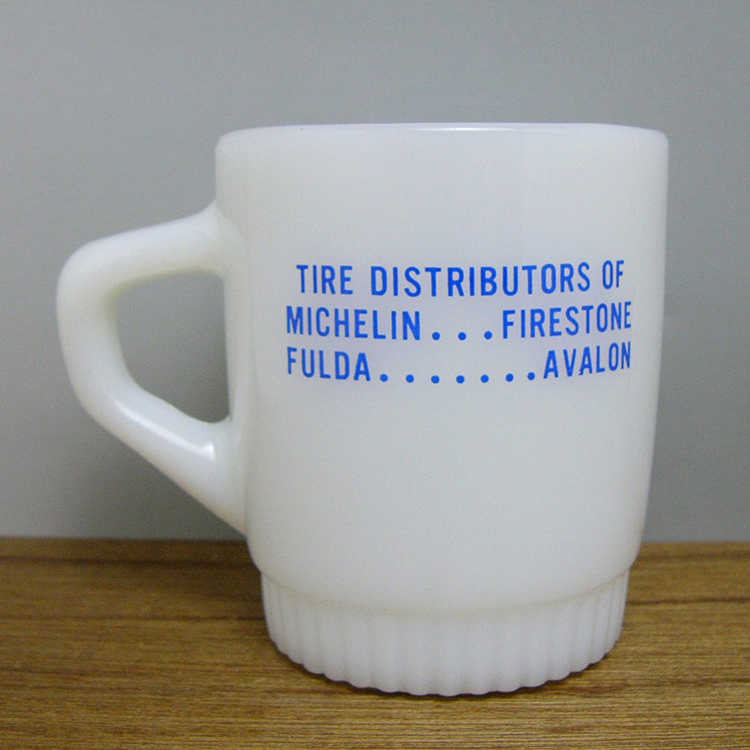 TIRE DISTRIBUTORS OF
MICHELIN...FIRESTONE
FULDA.......AVALON